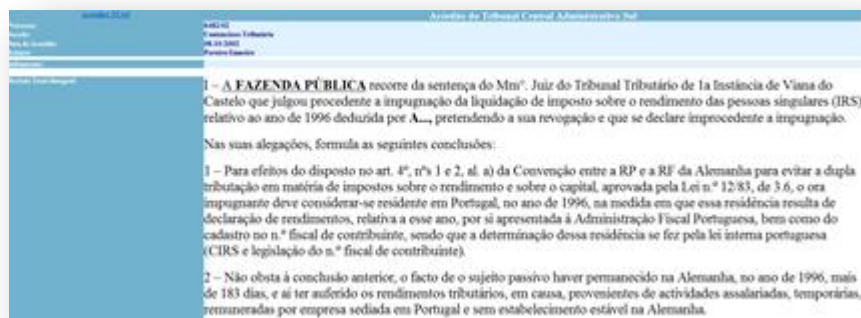 Acórdão do Tribunal Central Administrativo Sul
Contencioso Tributário
I – A FAZENDA PÚBLICA recorre da sentença do Mmº. Juiz do Tribunal Tributário de 1a Instância de Viana do
Castelo que julgou procedente a impugnação da liquidação de imposto sobre o rendimento das pessoas singulares (IRS)
relativo ao ano de 1996 deduzida por A..., pretendendo a sua revogação e que se declare improcedente a impugnação.
Nas suas alegações, formula as seguintes conclusões:
1 – Para efeitos do disposto no art. 4º, nºs 1 e 2, al. a) da Convenção entre a RP e a RF da Alemanha para evitar a dupla
tributação em matéria de impostos sobre o rendimento e sobre o capital, aprovada pela Lei n.º 12/83, de 3.6, o ora
impugnante deve considerar-se residente em Portugal, no ano de 1996, na medida em que essa residência resulta de
declaração de rendimentos, relativa a esse ano, por si apresentada à Administração Fiscal Portuguesa, bem como do
cadastro no n.º fiscal de contribuinte, sendo que a determinação dessa residência se fez pela lei interna portuguesa
(CIRS e legislação do n.º fiscal de contribuinte).
2 – Não obsta à conclusão anterior, o facto de o sujeito passivo haver permanecido na Alemanha, no ano de 1996, mais
de 183 dias, e aí ter auferido os rendimentos tributários, em causa, provenientes de actividades assalariadas, temporárias,
remuneradas por empresa sediada em Portugal e sem estabelecimento estável na Alemanha.